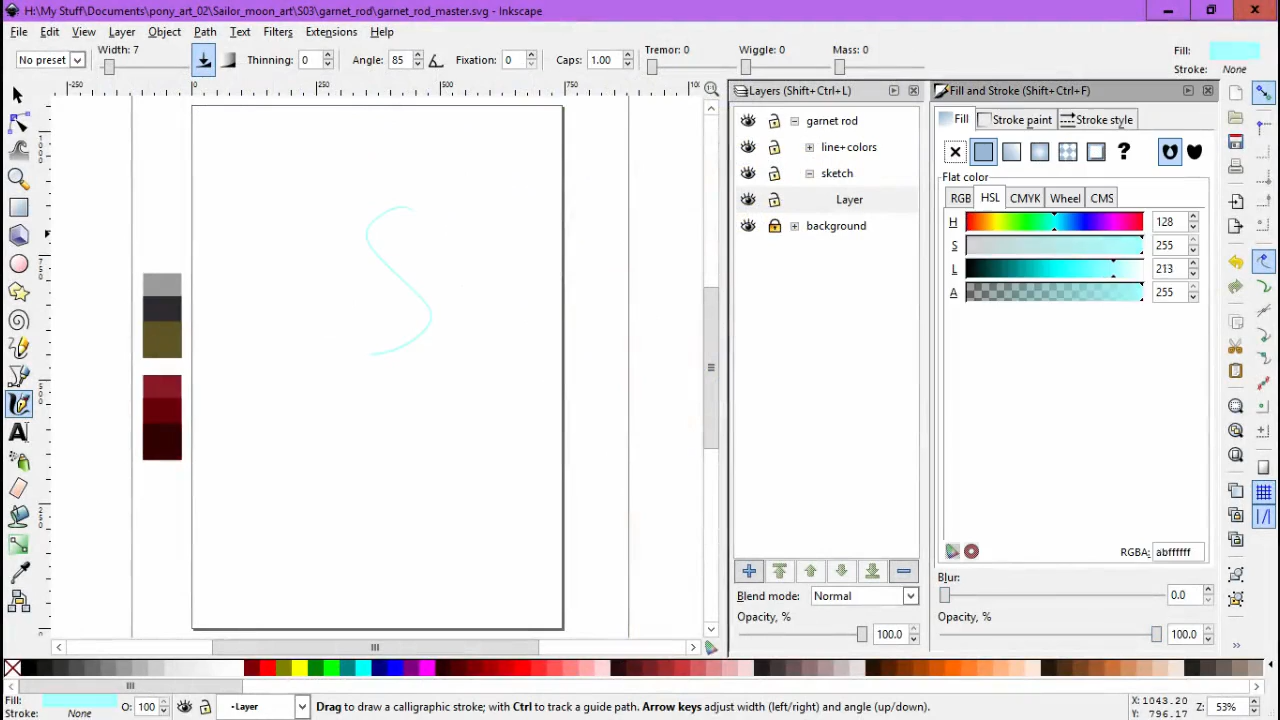 H:\My Stuff\Documents\pony_art_02\Sailor_moon_art\S03\garnet_rod\garnet_rod_master.svg - Inkscape
File Edit View Layer Object Path Text Filters Extensions Help
No preset Width: 7 Thinning: 0 Angle: 85 Fixation: 0 Caps: 1.00 Tremor: 0 Wiggle: 0 Mass: 0 Fill:
Stroke: None
-250 0 250 500 750
Layers (Shift+Ctrl+L) Fill and Stroke (Shift+Ctrl+F)
garnet rod
line+colors
sketch
Layer
background
Fill Stroke paint Stroke style
Flat color
RGB HSL CMYK Wheel CMS
H 128
S 255
L 213
A 255
RGBA: abffffff
Blend mode: Normal
Opacity, % 100.0
Blur: 0.0
Opacity, % 100.0
Fill:
Stroke: None
O: 100
Layer
Drag to draw a calligraphic stroke; with Ctrl to track a guide path. Arrow keys adjust width (left/right) and angle (up/down).
X: 1043.20
Y: 796.17
Z: 53%